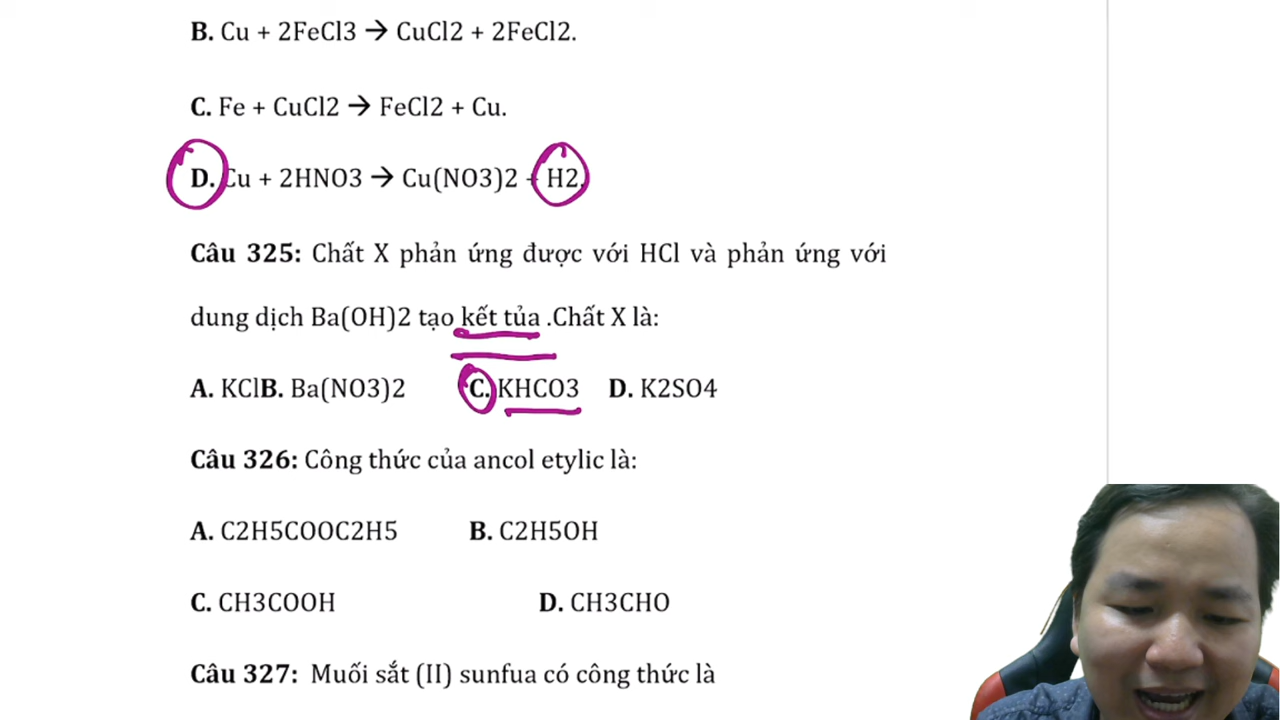 B. Cu + 2FeCl3 → CuCl2 + 2FeCl2.
C. Fe + CuCl2 → FeCl2 + Cu.
D. Cu + 2HNO3 → Cu(NO3)2 + H2.
Câu 325: Chất X phản ứng được với HCl và phản ứng với
dung dịch Ba(OH)2 tạo kết tủa .Chất X là:
A. KClB. Ba(NO3)2 C. KHCO3 D. K2SO4
Câu 326: Công thức của ancol etylic là:
A. C2H5COOC2H5 B. C2H5OH
C. CH3COOH D. CH3CHO
Câu 327: Muối sắt (II) sunfua có công thức là